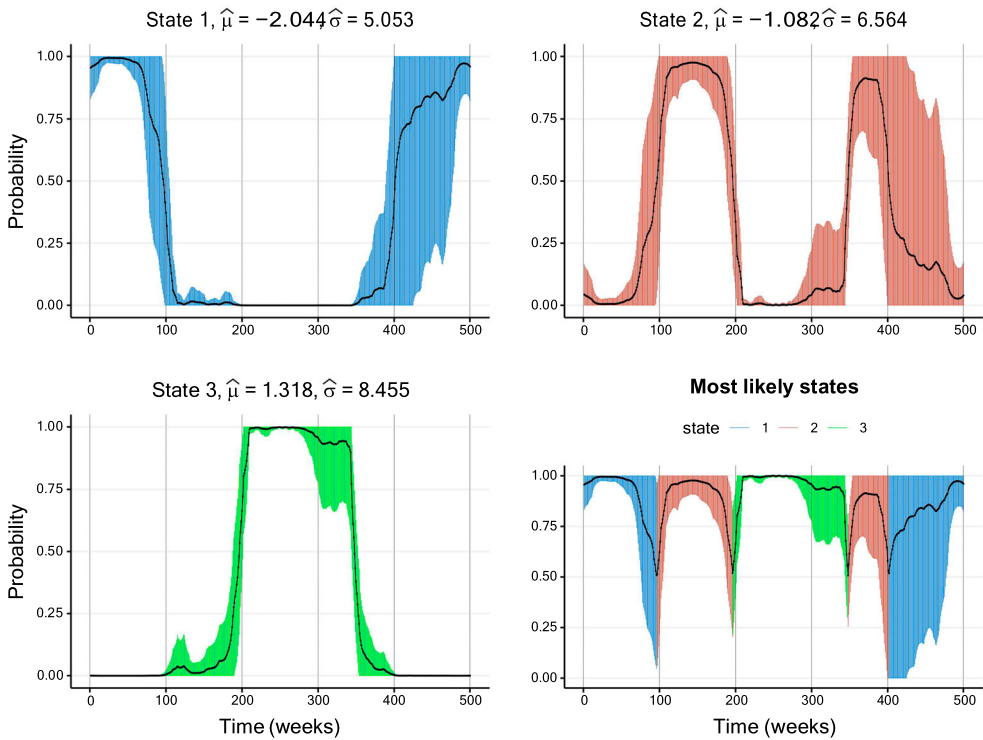 State 1, μ̂ = −2.044, σ̂ = 5.053
State 2, μ̂ = −1.082, σ̂ = 6.564
Probability
1.00
0.75
0.50
0.25
0.00
0 100 200 300 400 500
1.00
0.75
0.50
0.25
0.00
0 100 200 300 400 500
State 3, μ̂ = 1.318, σ̂ = 8.455
Probability
1.00
0.75
0.50
0.25
0.00
0 100 200 300 400 500
Time (weeks)
Most likely states
state 1 2 3
1.00
0.75
0.50
0.25
0.00
0 100 200 300 400 500
Time (weeks)